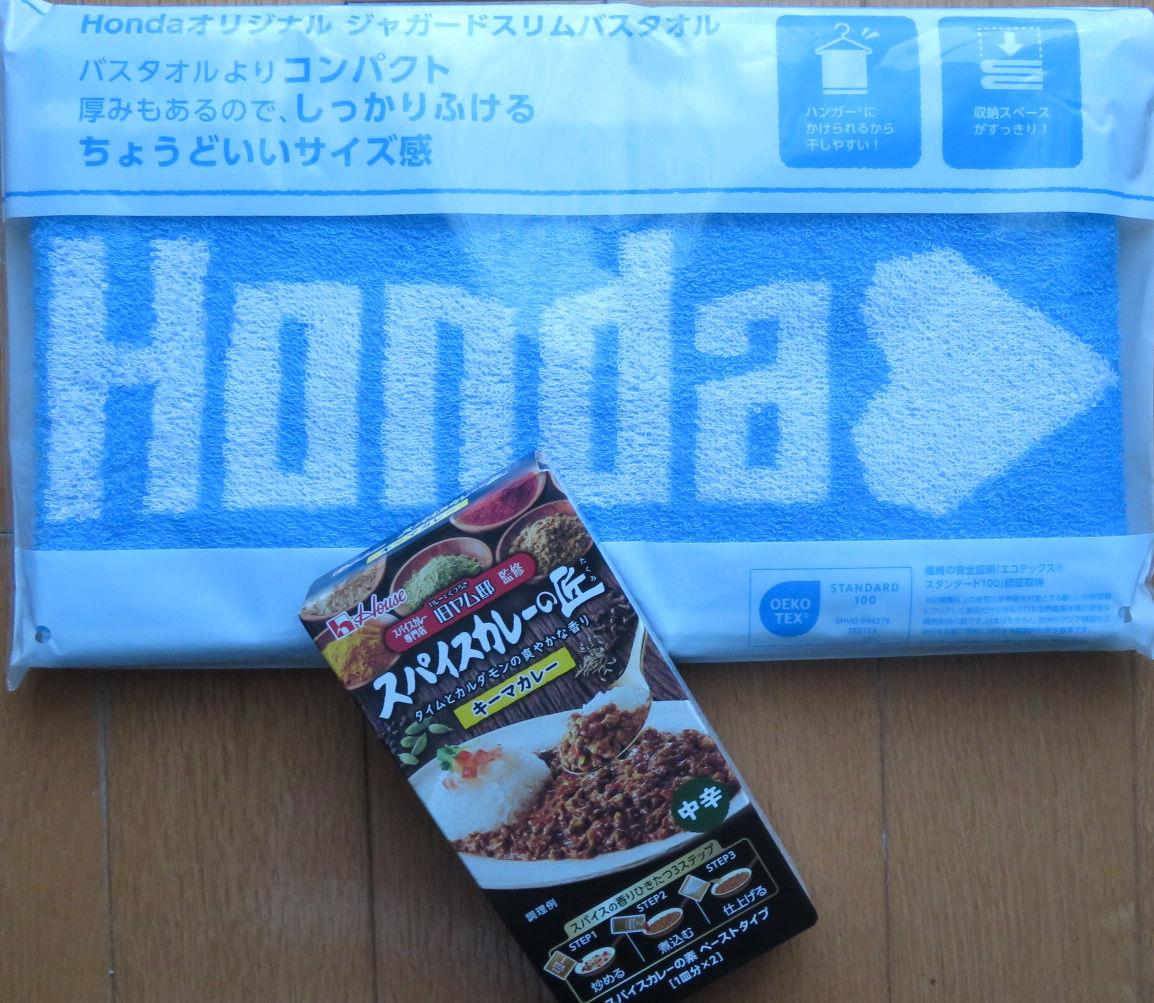 Hondaオリジナル ジャガードスリムバスタオル
バスタオルよりコンパクト
厚みもあるので、しっかりふける
ちょうどいいサイズ感
ハンガー※に
かけられるから
干しやすい！
収納スペース
がすっきり！
Honda
OEKO
TEX®
STANDARD
100
SHHO 044376
TESTEX
繊維の安全証明「エコテックス®
スタンダード100」認証取得
House
スパイスカレー
専門店
旧ヤム邸 監修
スパイスカレーの匠
たくみ
タイムとカルダモンの爽やかな香り
キーマカレー
中辛
調理例
スパイスの香りひきたつ3ステップ
STEP1
炒める
STEP2
煮込む
STEP3
仕上げる
スパイスカレーの素 ペーストタイプ
[1皿分×2]